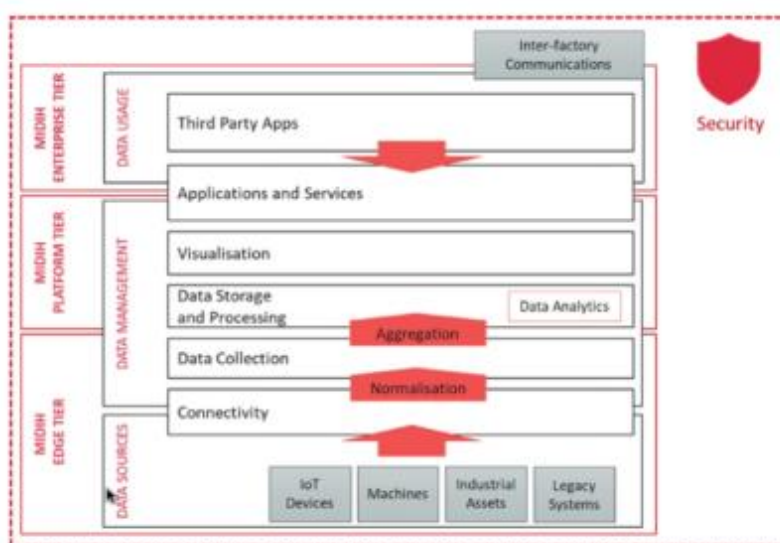 Inter-factory
Communications
Security
MIDIH
ENTERPRISE TIER
DATA USAGE
Third Party Apps
Applications and Services
MIDIH
PLATFORM TIER
DATA MANAGEMENT
Visualisation
Data Storage
and Processing
Data Analytics
Aggregation
Data Collection
Normalisation
MIDIH
EDGE TIER
Connectivity
DATA SOURCES
IoT
Devices
Machines
Industrial
Assets
Legacy
Systems